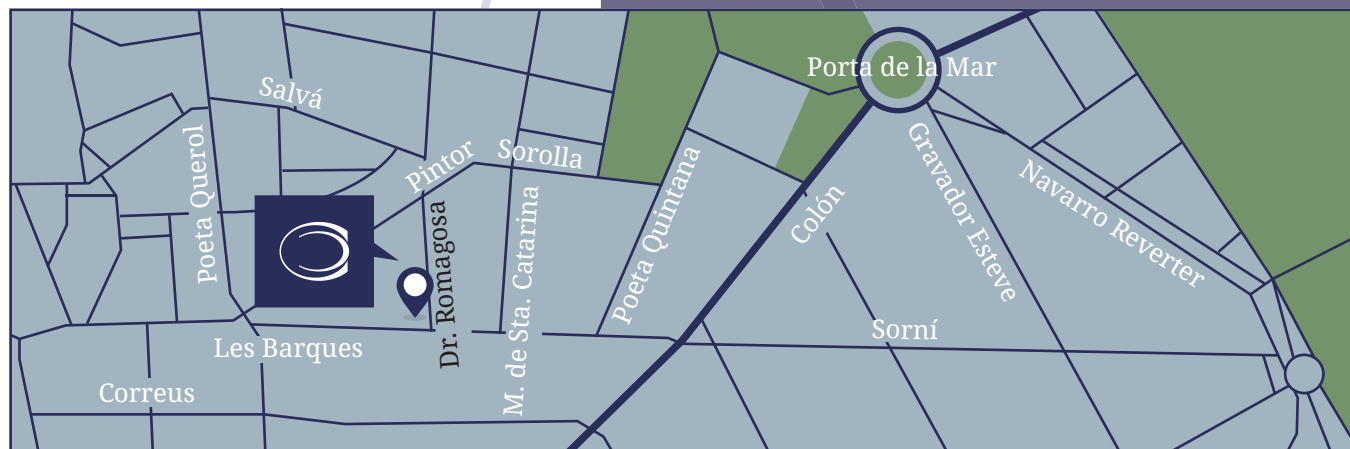 Porta de la Mar
Salvá
Pintor
Sorolla
Poeta Querol
Dr. Romagosa
M. de Sta. Catarina
Poeta Quintana
Colón
Gravador Esteve
Navarro Reverter
Sorní
Les Barques
Correus